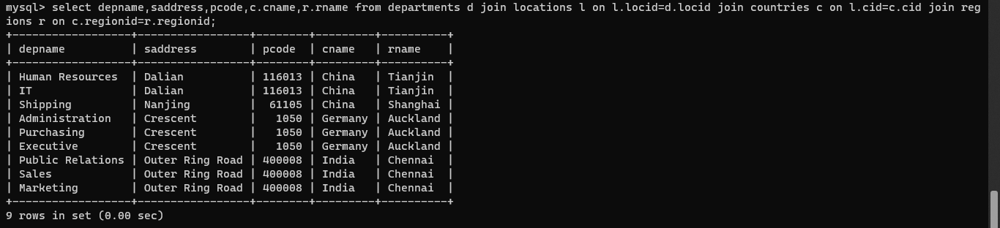 mysql> select depname,saddress,pcode,c.cname,r.rname from departments d join locations l on l.locid=d.locid join countries c on l.cid=c.cid join reg
ions r on c.regionid=r.regionid;
+-----------------+-----------------+--------+---------+----------+
| depname          | saddress        | pcode  | cname   | rname    |
+-----------------+-----------------+--------+---------+----------+
| Human Resources  | Dalian          | 116013 | China   | Tianjin  |
| IT               | Dalian          | 116013 | China   | Tianjin  |
| Shipping         | Nanjing         |  61105 | China   | Shanghai |
| Administration   | Crescent        |   1050 | Germany | Auckland |
| Purchasing       | Crescent        |   1050 | Germany | Auckland |
| Executive        | Crescent        |   1050 | Germany | Auckland |
| Public Relations | Outer Ring Road | 400008 | India   | Chennai  |
| Sales            | Outer Ring Road | 400008 | India   | Chennai  |
| Marketing        | Outer Ring Road | 400008 | India   | Chennai  |
+-----------------+-----------------+--------+---------+----------+
9 rows in set (0.00 sec)